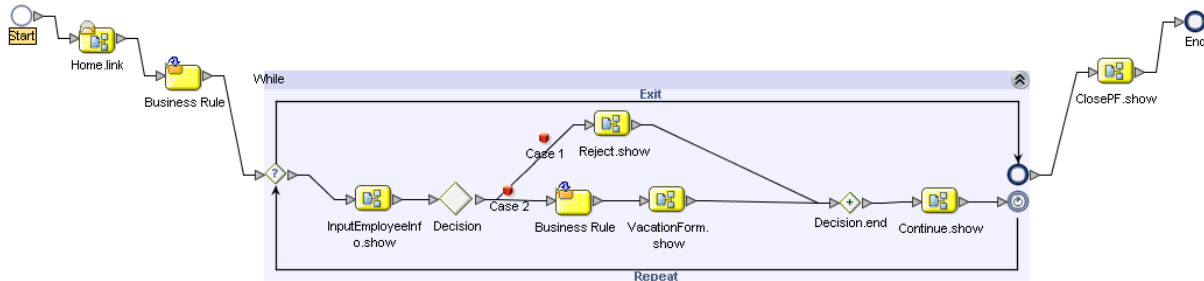 Start
Home.link
Business Rule
While
Exit
?
InputEmployeeInf
o.show
Decision
Case 1
Reject.show
Case 2
Business Rule
VacationForm.
show
+
Decision.end
Continue.show
Repeat
ClosePF.show
End